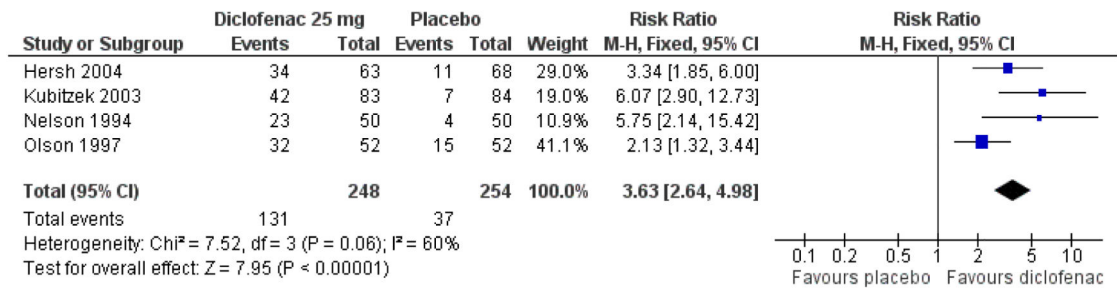 Diclofenac 25 mg Placebo Risk Ratio Risk Ratio
Study or Subgroup Events Total Events Total Weight M-H, Fixed, 95% CI M-H, Fixed, 95% CI
Hersh 2004 34 63 11 68 29.0% 3.34 [1.85, 6.00]
Kubitzek 2003 42 83 7 84 19.0% 6.07 [2.90, 12.73]
Nelson 1994 23 50 4 50 10.9% 5.75 [2.14, 15.42]
Olson 1997 32 52 15 52 41.1% 2.13 [1.32, 3.44]
Total (95% CI) 248 254 100.0% 3.63 [2.64, 4.98]
Total events 131 37
Heterogeneity: Chi² = 7.52, df = 3 (P = 0.06); I² = 60%
Test for overall effect: Z = 7.95 (P < 0.00001)
0.1 0.2 0.5 1 2 5 10
Favours placebo Favours diclofenac